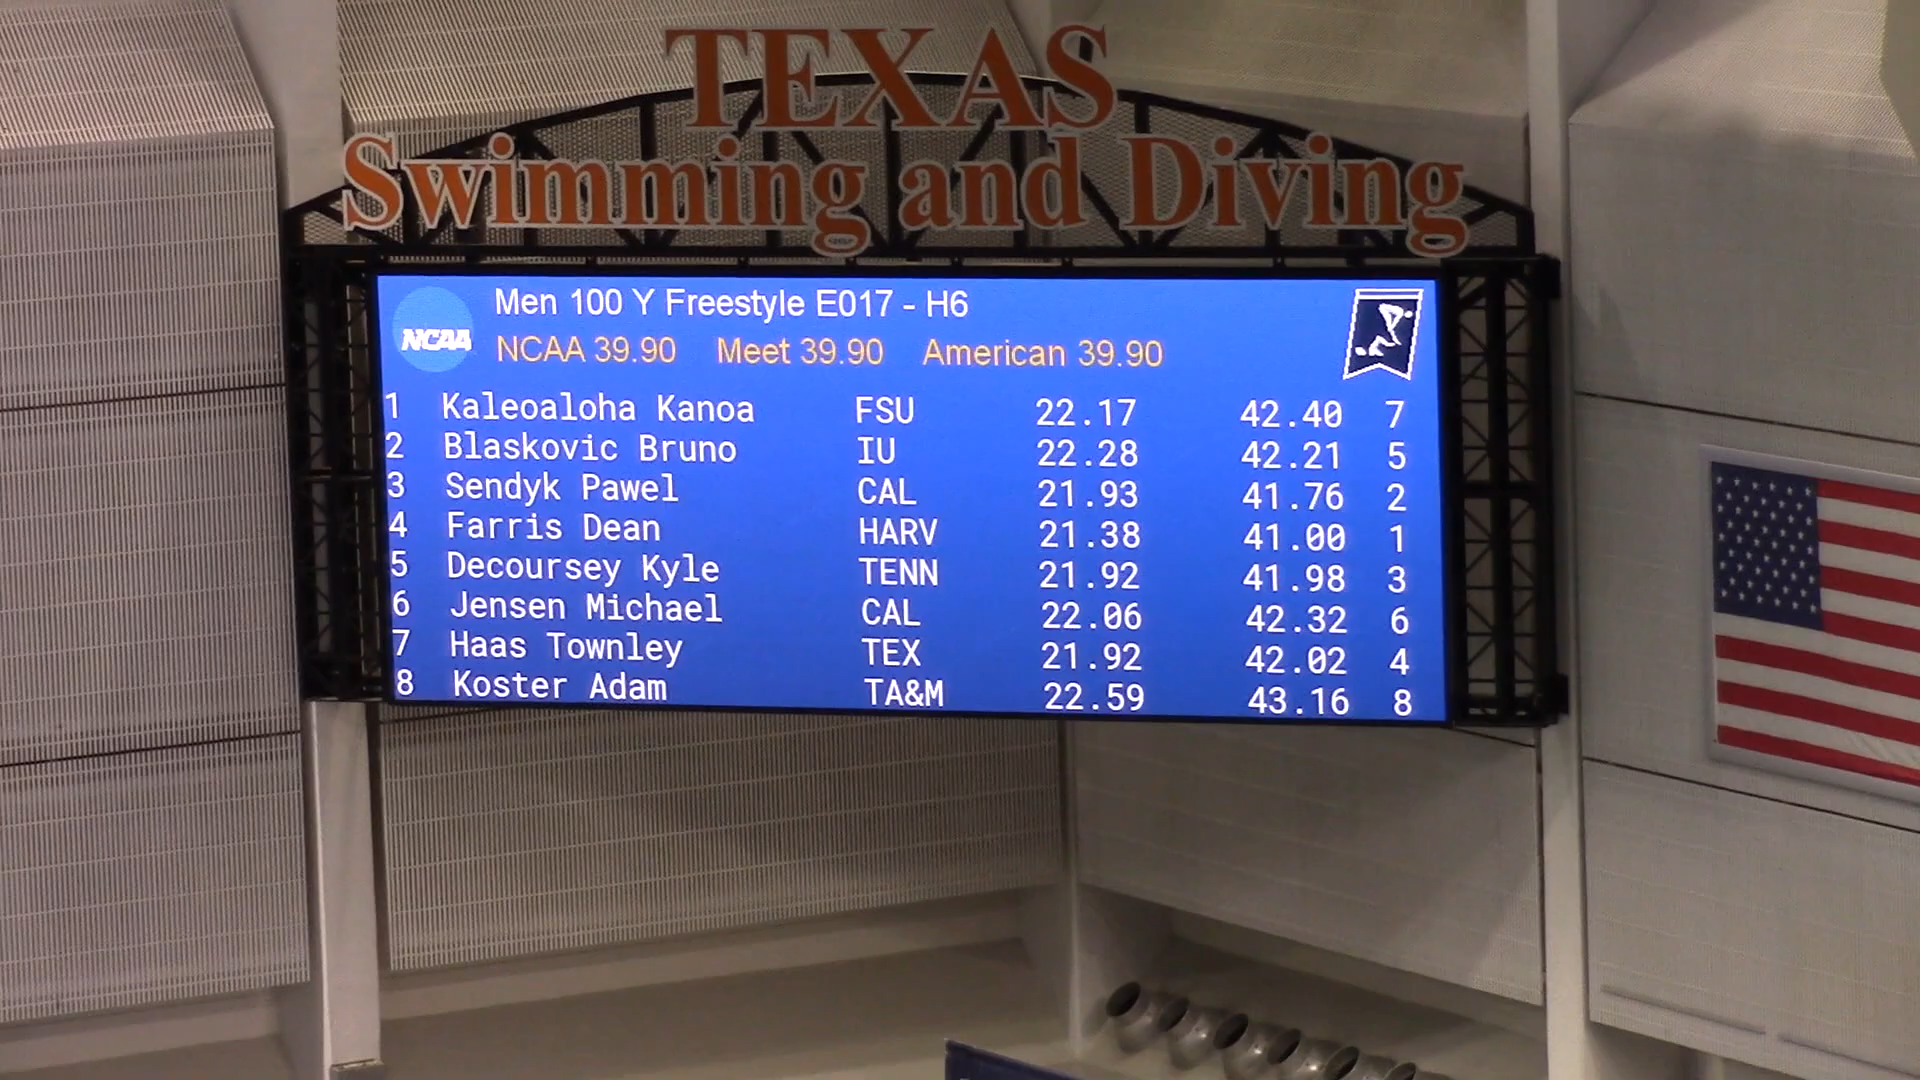 TEXAS
Swimming and Diving
NCAA
Men 100 Y Freestyle E017 - H6
NCAA 39.90 Meet 39.90 American 39.90
1 Kaleoaloha Kanoa FSU 22.17 42.40 7
2 Blaskovic Bruno IU 22.28 42.21 5
3 Sendyk Pawel CAL 21.93 41.76 2
4 Farris Dean HARV 21.38 41.00 1
5 Decoursey Kyle TENN 21.92 41.98 3
6 Jensen Michael CAL 22.06 42.32 6
7 Haas Townley TEX 21.92 42.02 4
8 Koster Adam TA&M 22.59 43.16 8